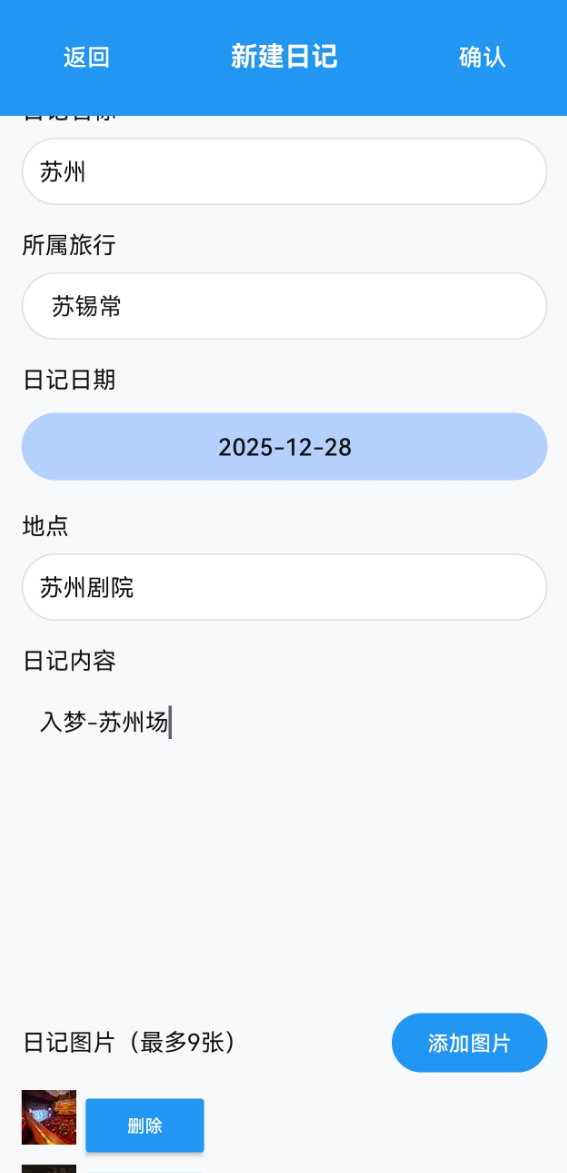 返回
新建日记
确认
苏州
所属旅行
苏锡常
日记日期
2025-12-28
地点
苏州剧院
日记内容
入梦-苏州场
日记图片（最多9张）
添加图片
删除